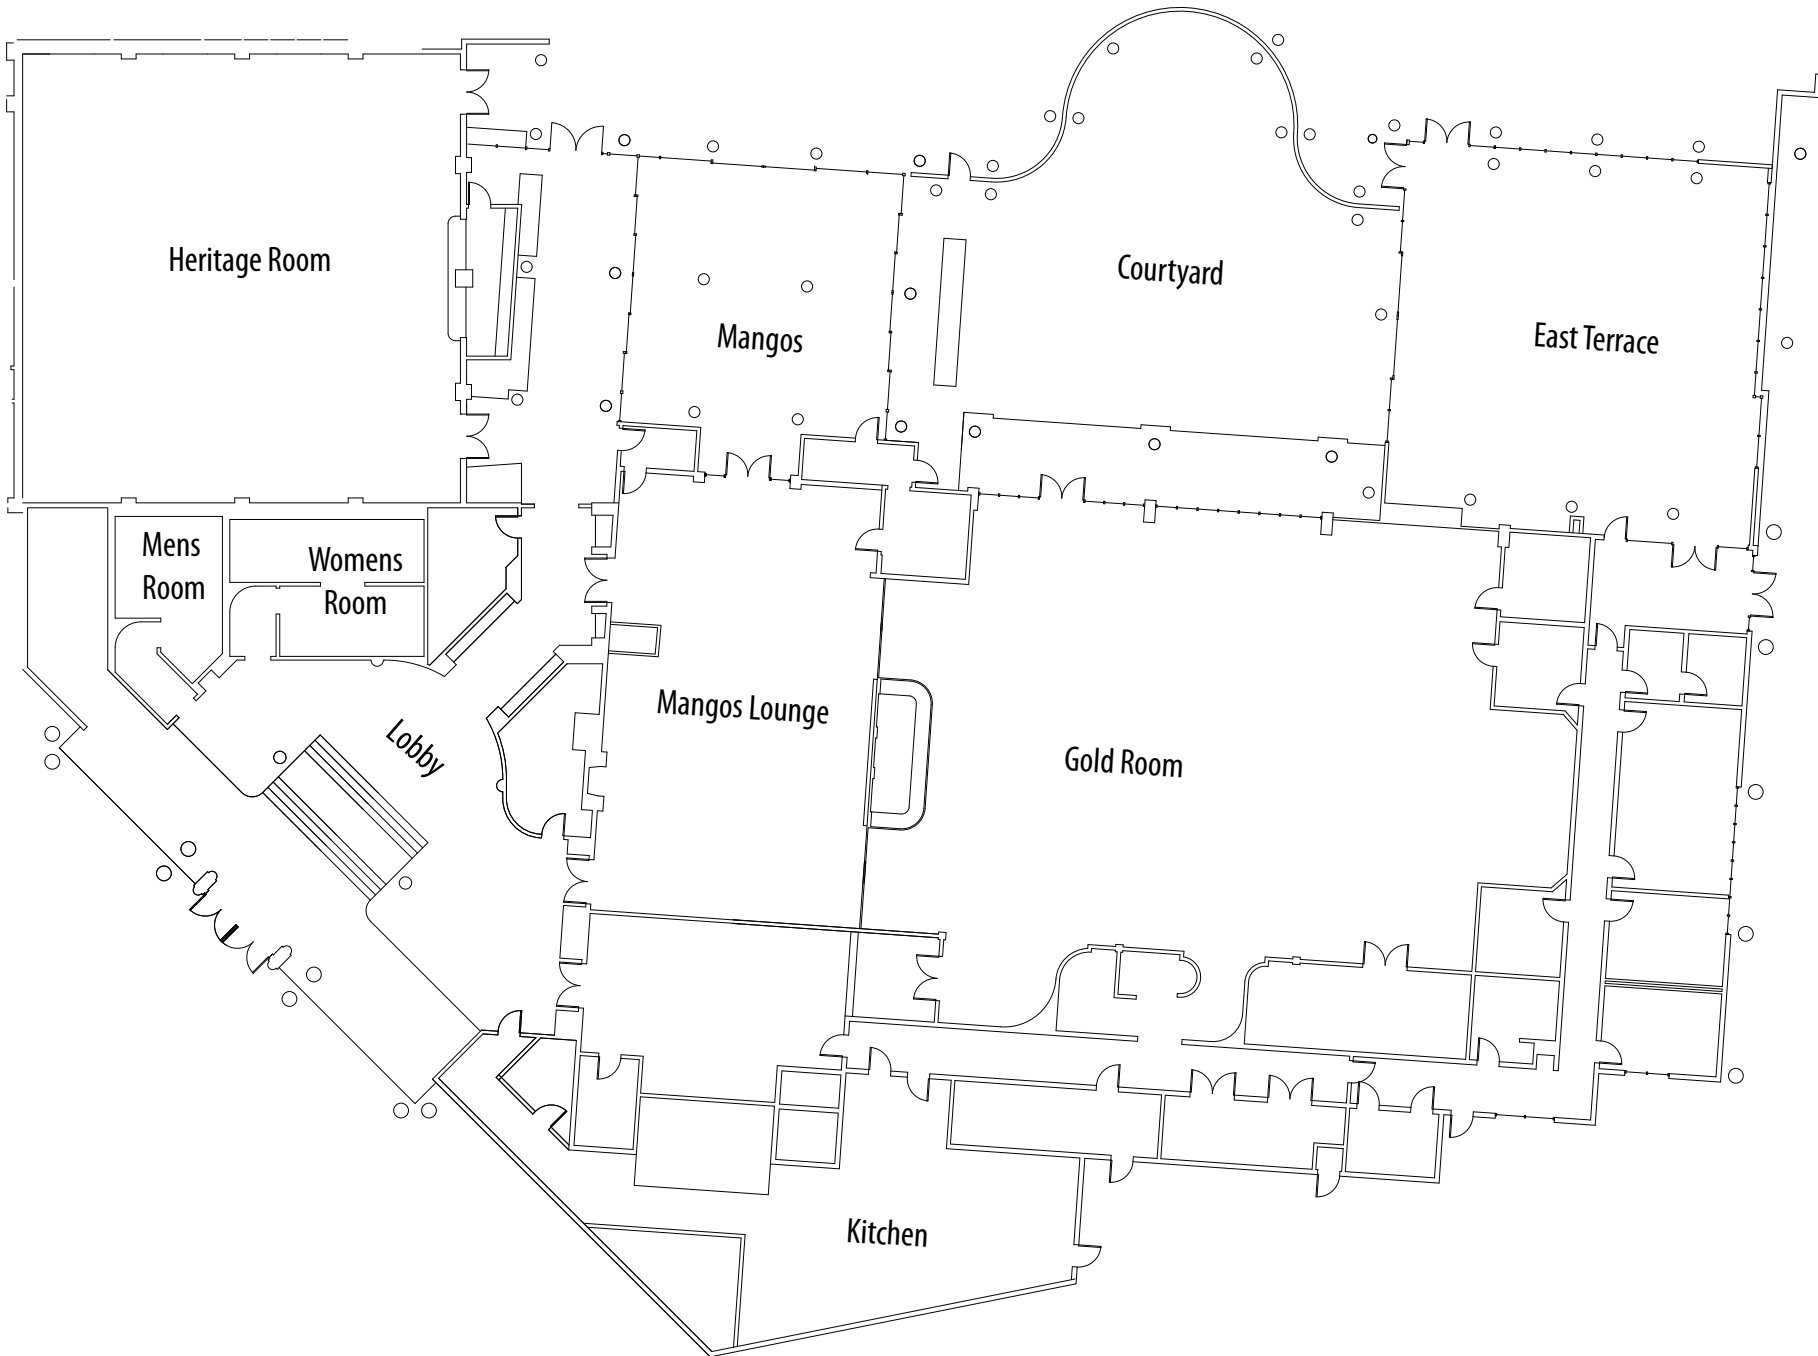 Heritage Room
Courtyard
Mangos
East Terrace
Mens
Room
Womens
Room
Mangos Lounge
Lobby
Gold Room
Kitchen